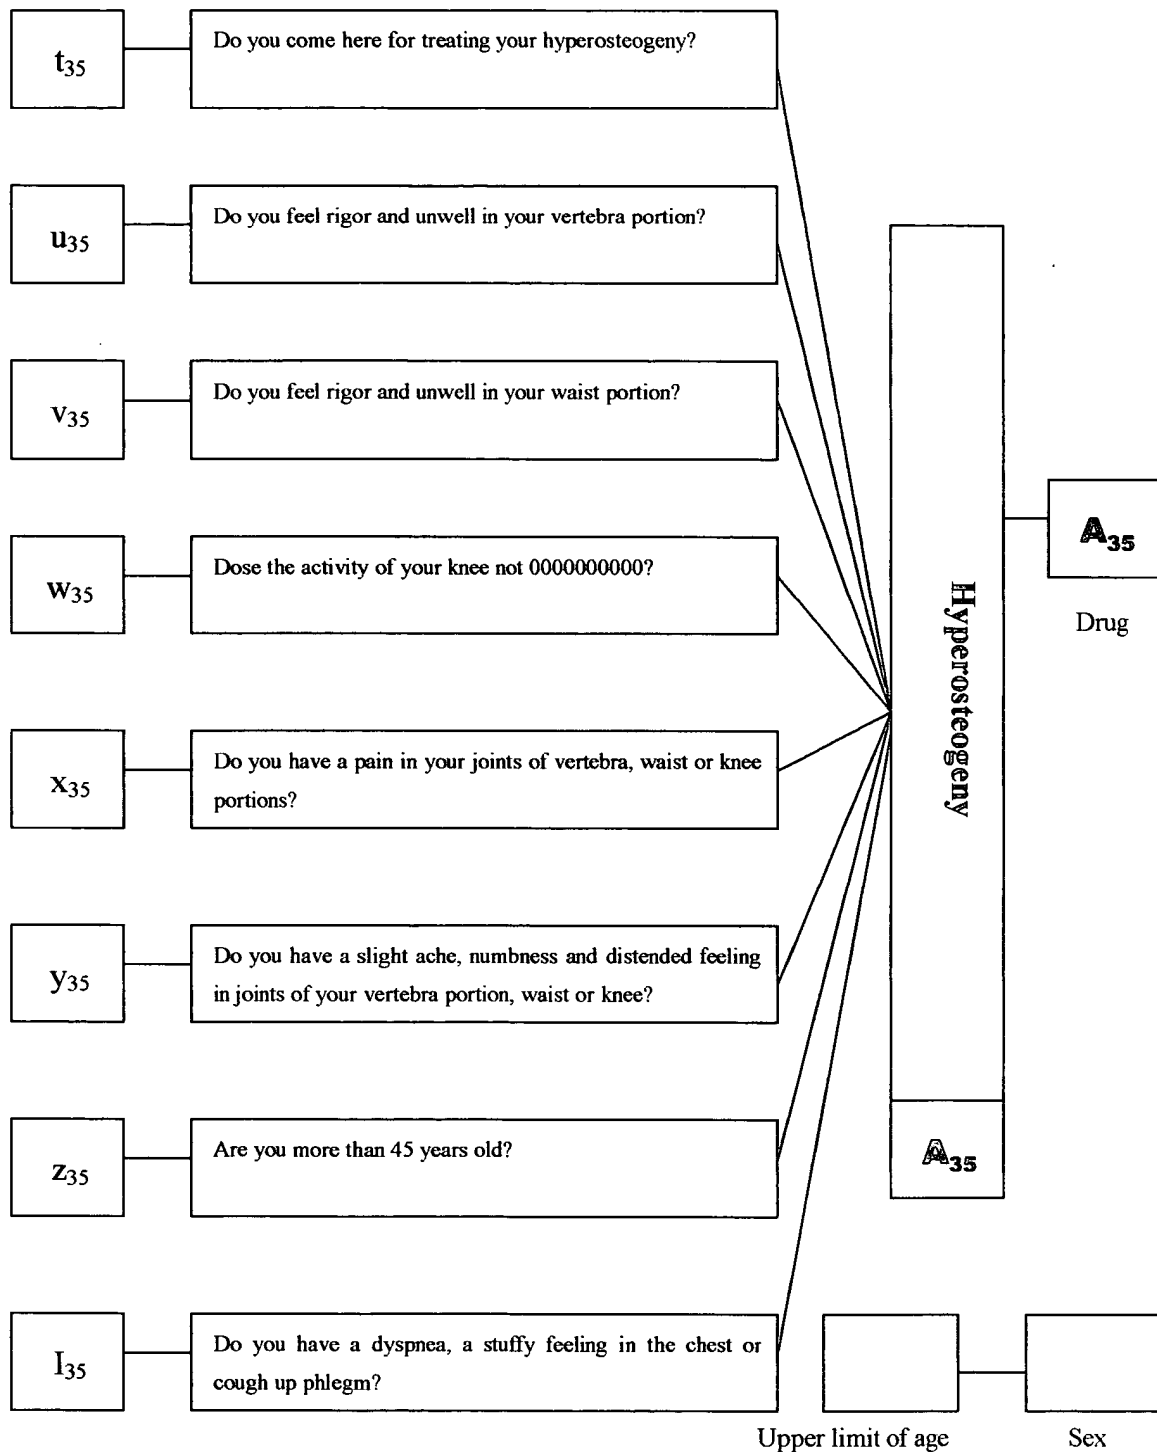 t35
Do you come here for treating your hyperosteogeny?
u35
Do you feel rigor and unwell in your vertebra portion?
v35
Do you feel rigor and unwell in your waist portion?
w35
Dose the activity of your knee not 0000000000?
x35
Do you have a pain in your joints of vertebra, waist or knee
portions?
y35
Do you have a slight ache, numbness and distended feeling
in joints of your vertebra portion, waist or knee?
z35
Are you more than 45 years old?
I35
Do you have a dyspnea, a stuffy feeling in the chest or
cough up phlegm?
Hyperosteogeny
A35
A35
Drug
Upper limit of age
Sex